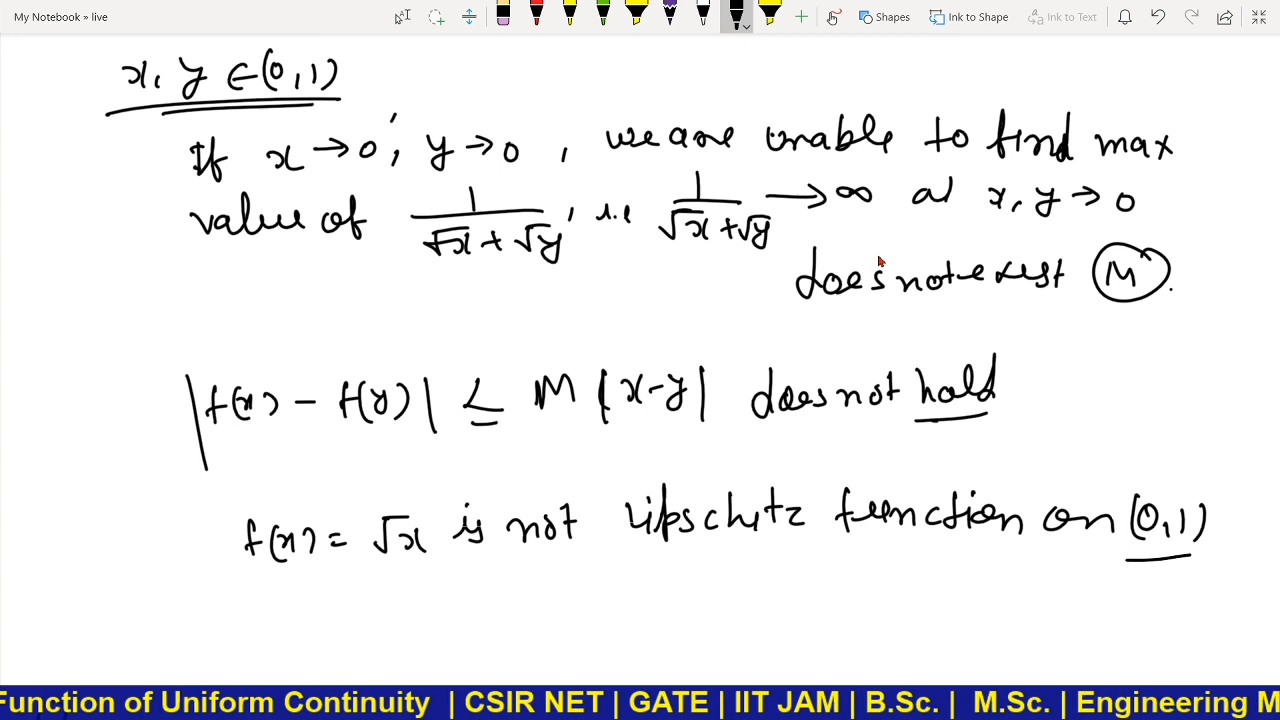 My Notebook » live
Shapes
Ink to Shape
Ink to Text
x, y ∈ (0,1)
If x → 0, y → 0, we are unable to find max
value of 1/(√x + √y), i.e 1/(√x + √y) → ∞ as x, y → 0
does not exist M.
|f(x) - f(y)| ≤ M |x-y| does not hold
f(x) = √x is not Lipschitz function on (0,1)
Function of Uniform Continuity | CSIR NET | GATE | IIT JAM | B.Sc. | M.Sc. | Engineering M